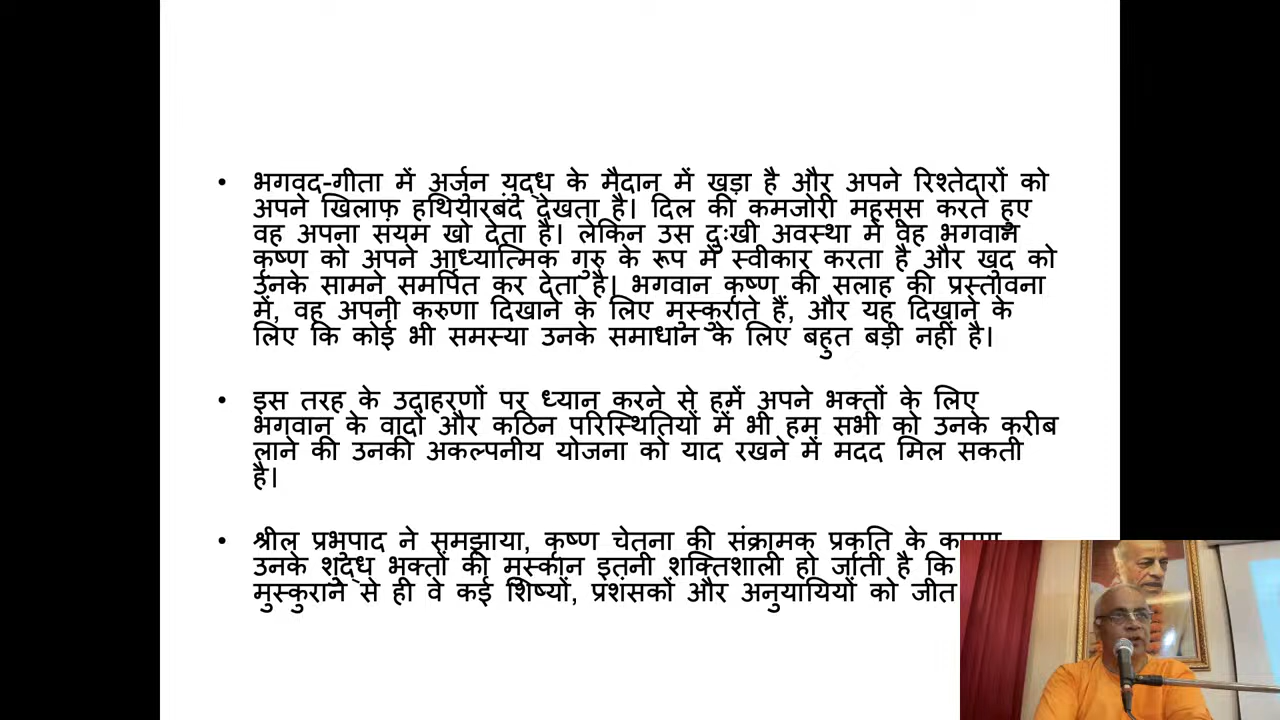 • भगवद-गीता में अर्जुन युद्ध के मैदान में खड़ा है और अपने रिश्तेदारों को
अपने खिलाफ हथियारबंद देखता है। दिल की कमजोरी महसूस करते हुए
वह अपना संयम खो देता है। लेकिन उस दुःखी अवस्था में वह भगवान
कृष्ण को अपने आध्यात्मिक गुरु के रूप में स्वीकार करता है और खुद को
उनके सामने समर्पित कर देता है। भगवान कृष्ण की सलाह की प्रस्तावना
में, वह अपनी करुणा दिखाने के लिए मुस्कुराते हैं, और यह दिखाने के
लिए कि कोई भी समस्या उनके समाधान के लिए बहुत बड़ी नहीं है।
• इस तरह के उदाहरणों पर ध्यान करने से हमें अपने भक्तों के लिए
भगवान के वादों और कठिन परिस्थितियों में भी हम सभी को उनके करीब
लाने की उनकी अकल्पनीय योजना को याद रखने में मदद मिल सकती
है।
• श्रील प्रभुपाद ने समझाया, कृष्ण चेतना की संक्रामक प्रकृति के
उनके शुद्ध भक्तों की मुस्कान इतनी शक्तिशाली हो जाती है कि
मुस्कुराने से ही वे कई शिष्यों, प्रशंसकों और अनुयायियों को जीत